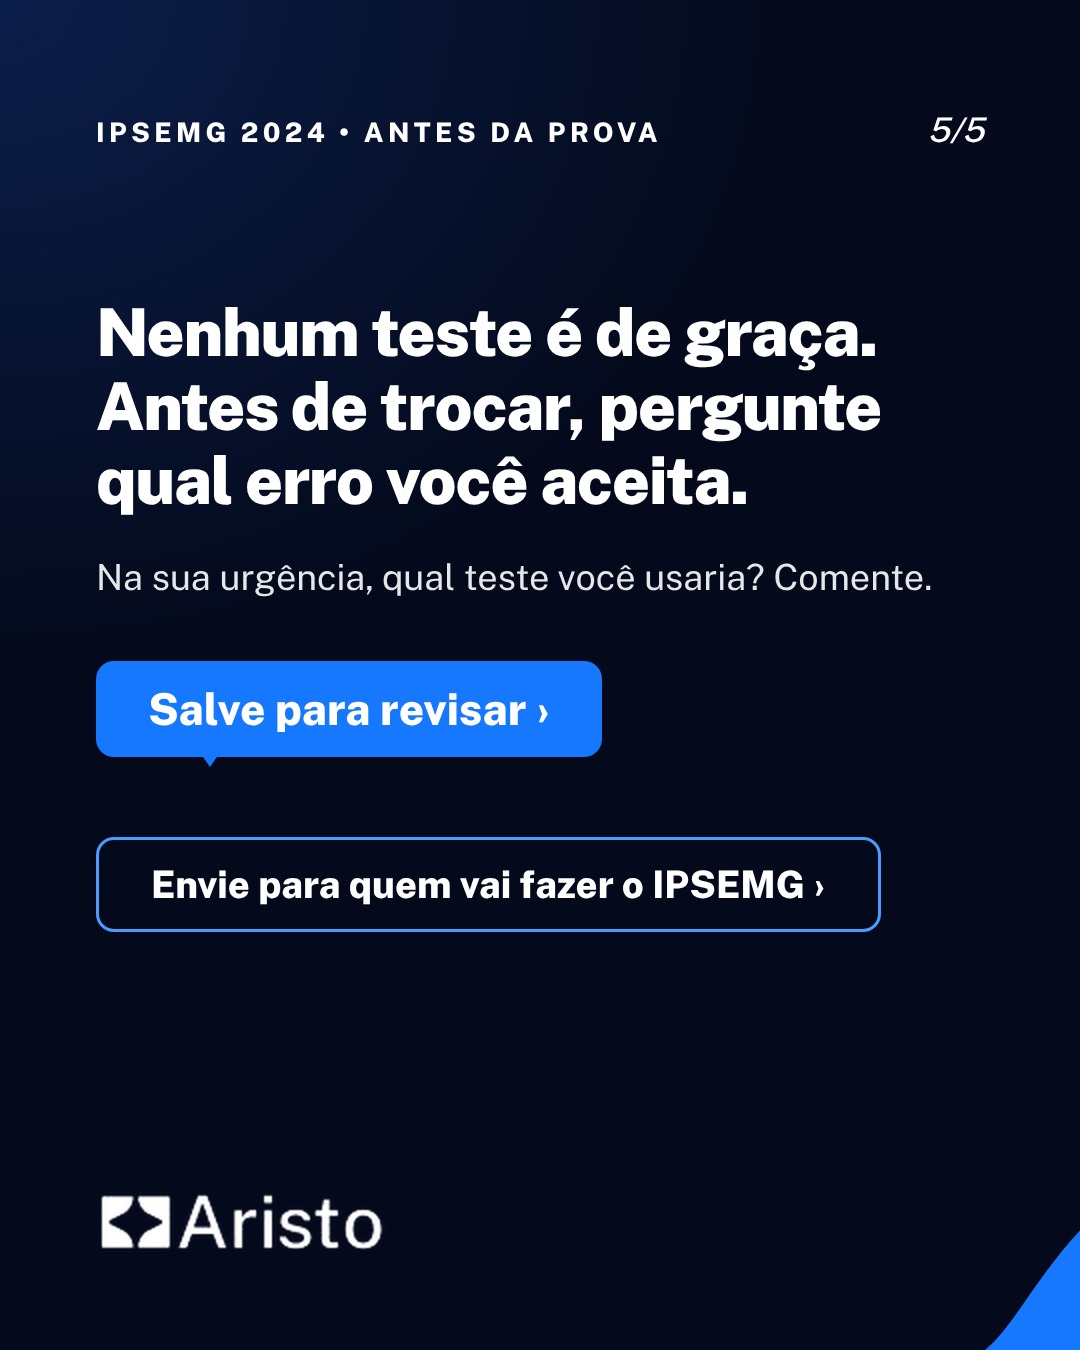 IPSEMG 2024 • ANTES DA PROVA
5/5
Nenhum teste é de graça.
Antes de trocar, pergunte
qual erro você aceita.
Na sua urgência, qual teste você usaria? Comente.
Salve para revisar ›
Envie para quem vai fazer o IPSEMG ›
Aristo